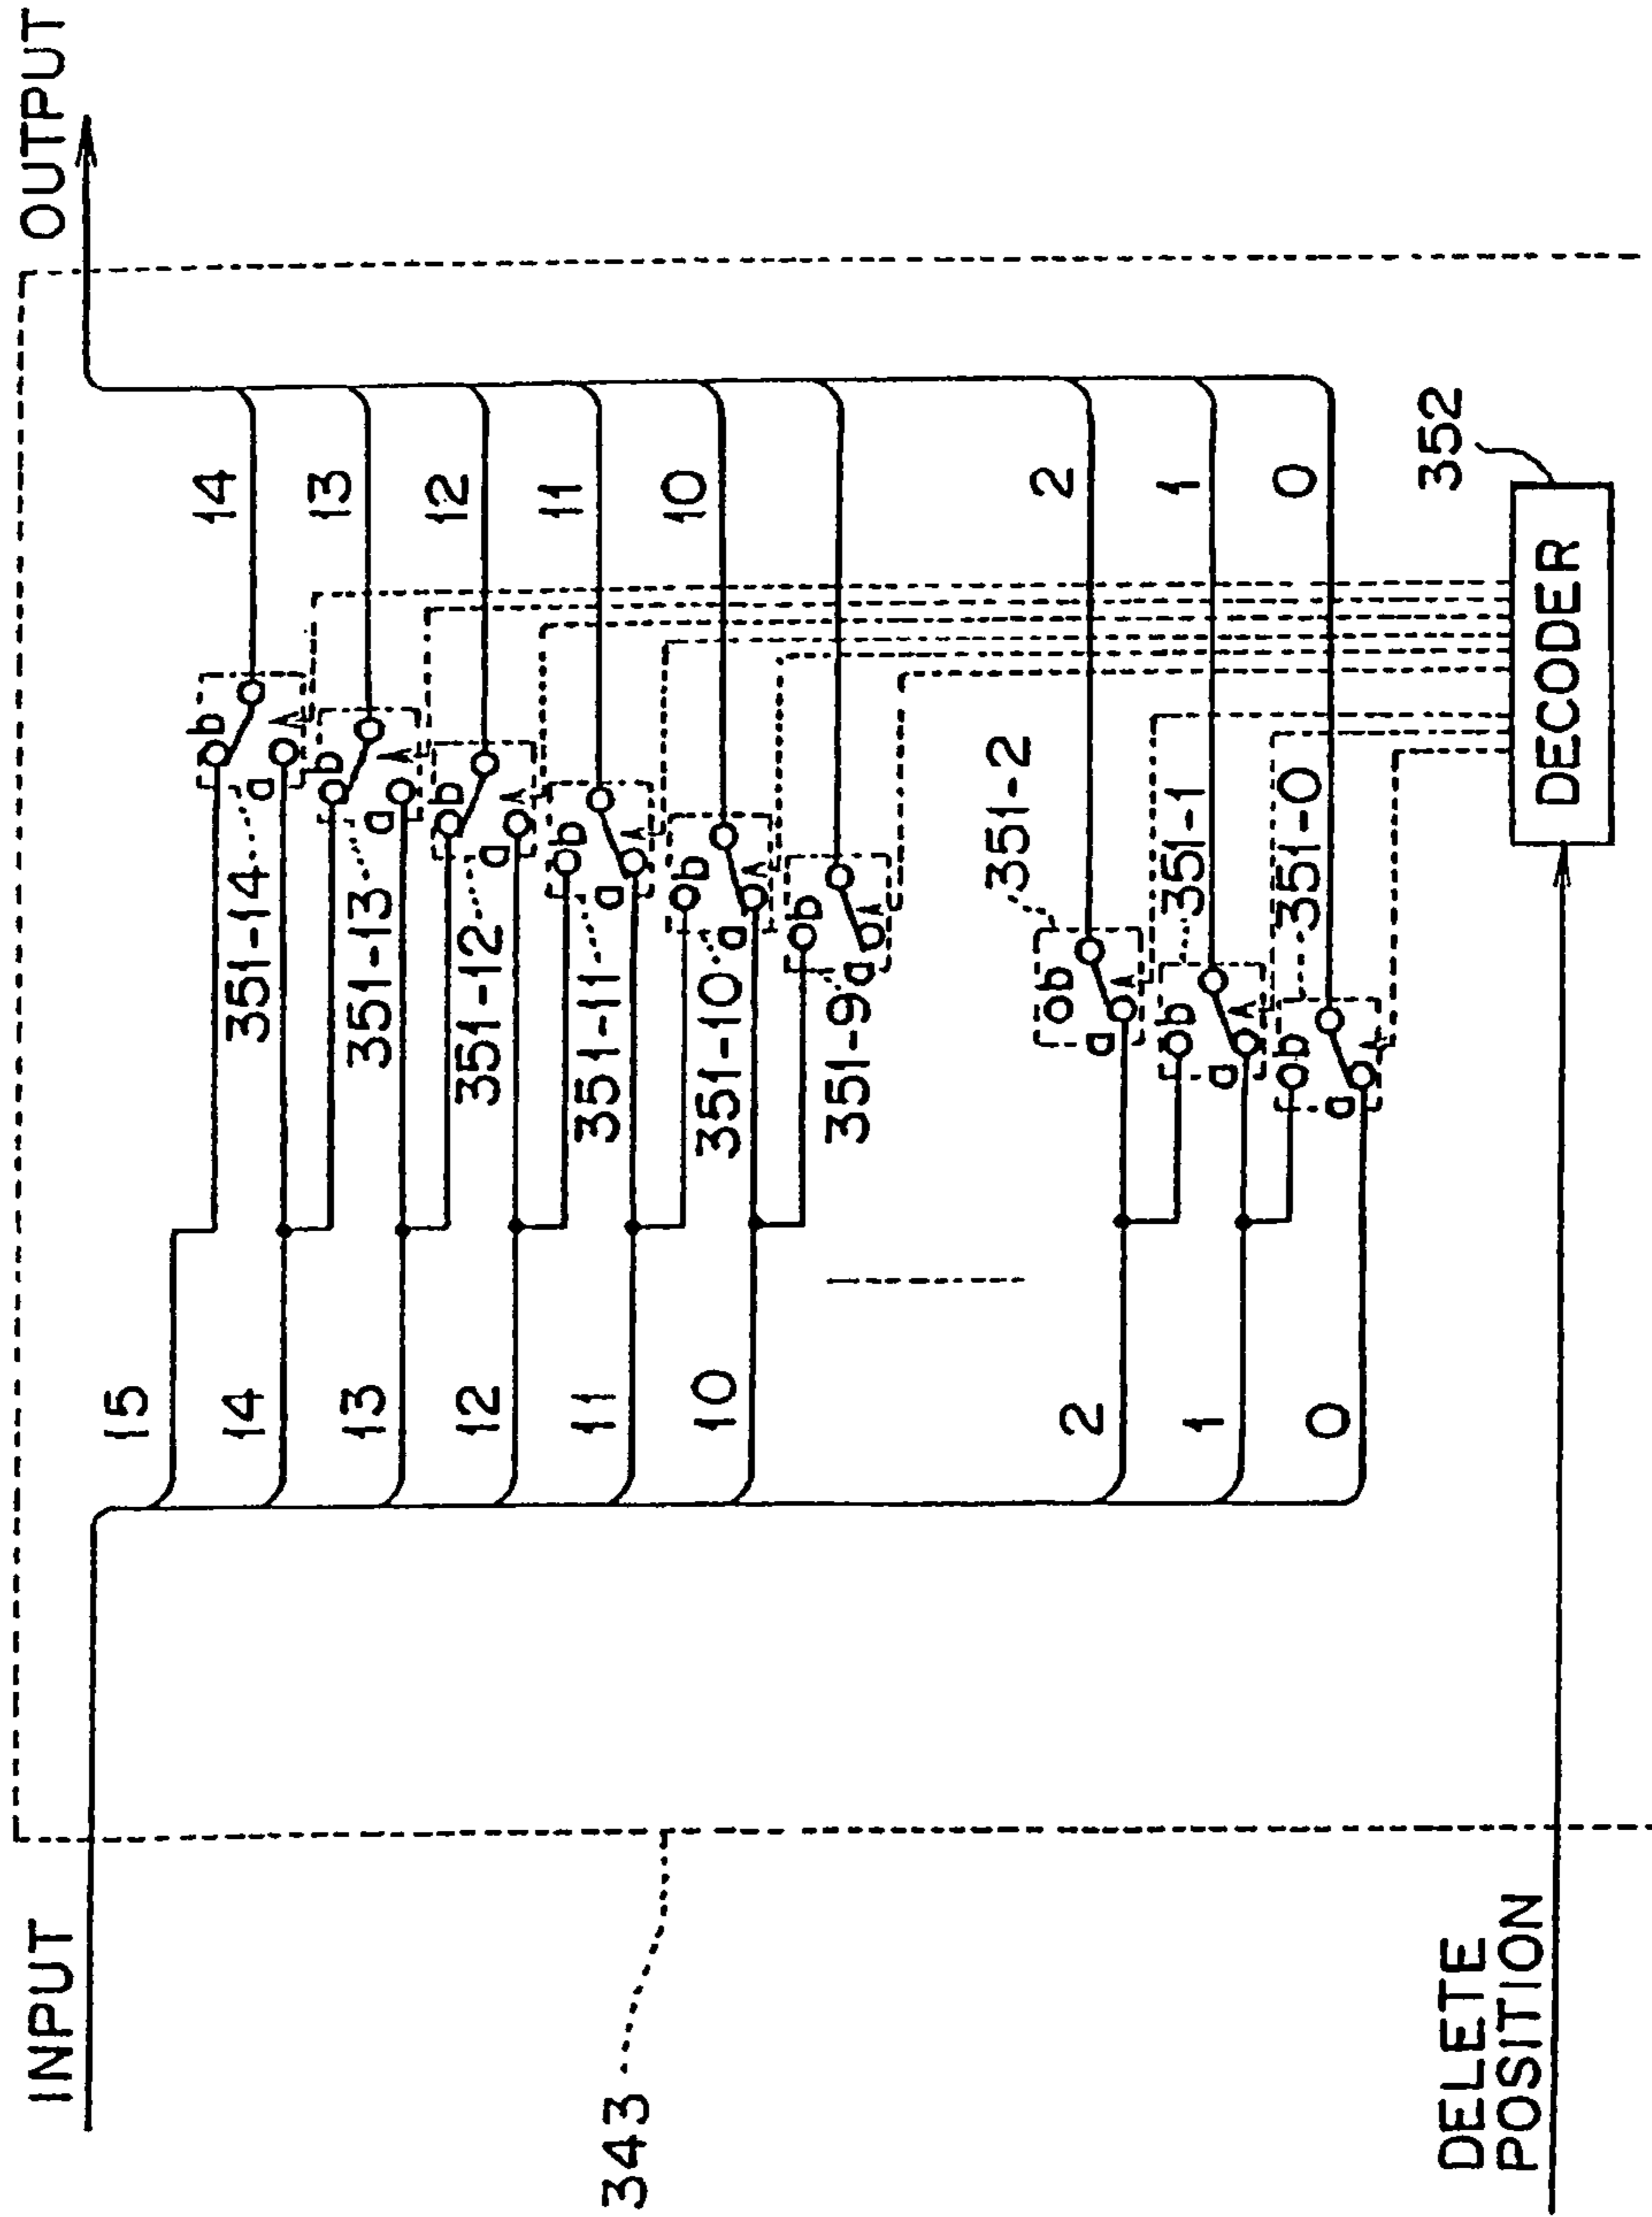 INPUT
OUTPUT
343
15
14
13
12
11
10
2
1
0
b
a
351-14
b
a
351-13
b
a
351-12
b
a
351-11
b
a
351-10
b
a
351-9
b
a
351-2
b
a
351-1
b
a
351-0
14
13
12
11
10
2
1
0
DELETE
POSITION
DECODER
352